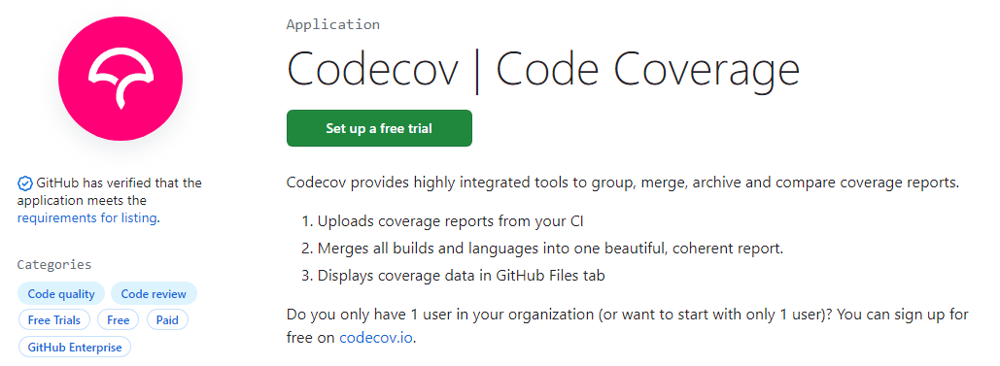 Application
Codecov | Code Coverage
Set up a free trial
GitHub has verified that the
application meets the
requirements for listing.
Categories
Code quality Code review
Free Trials Free Paid
GitHub Enterprise
Codecov provides highly integrated tools to group, merge, archive and compare coverage reports.
1. Uploads coverage reports from your CI
2. Merges all builds and languages into one beautiful, coherent report.
3. Displays coverage data in GitHub Files tab
Do you only have 1 user in your organization (or want to start with only 1 user)? You can sign up for
free on codecov.io.